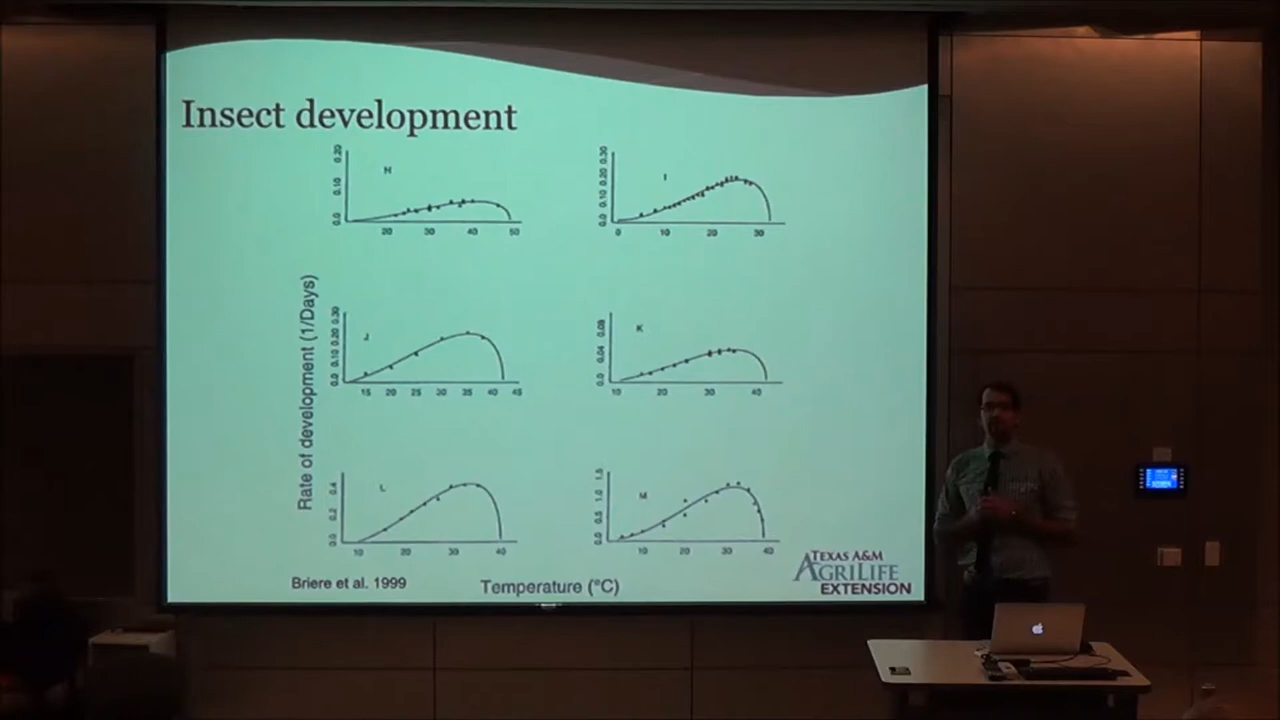 Insect development
H
0.0 0.10 0.20
20 30 40 50
I
0.0 0.10 0.20 0.30
0 10 20 30
Rate of development (1/Days)
J
0.0 0.10 0.20 0.30
15 20 25 30 35 40 45
K
0.0 0.04 0.08
10 20 30 40
L
0.0 0.2 0.4
10 20 30 40
M
0.0 0.5 1.0 1.5
10 20 30 40
Briere et al. 1999
Temperature (°C)
TEXAS A&M
AGRILIFE
EXTENSION